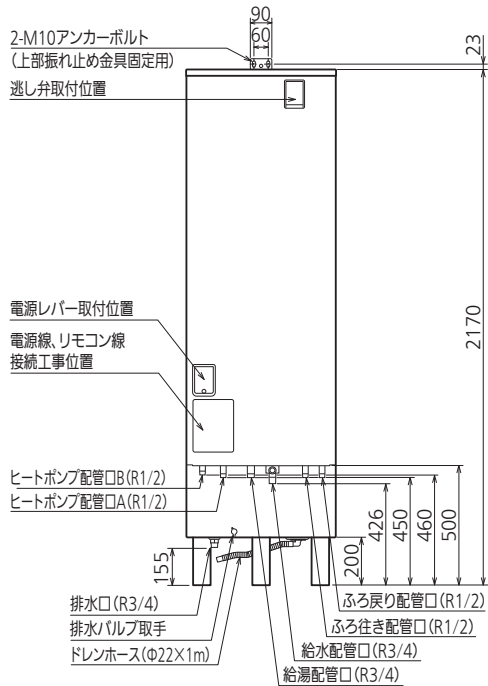 90
60
23
2-M10アンカーボルト
(上部振れ止め金具固定用)
逃し弁取付位置
2170
電源レバー取付位置
電源線、リモコン線
接続工事位置
ヒートポンプ配管口B(R1/2)
ヒートポンプ配管口A(R1/2)
426
450
460
500
200
155
排水口(R3/4)
排水バルブ取手
ドレンホース(Φ22×1m)
ふろ戻り配管口(R1/2)
ふろ往き配管口(R1/2)
給水配管口(R3/4)
給湯配管口(R3/4)